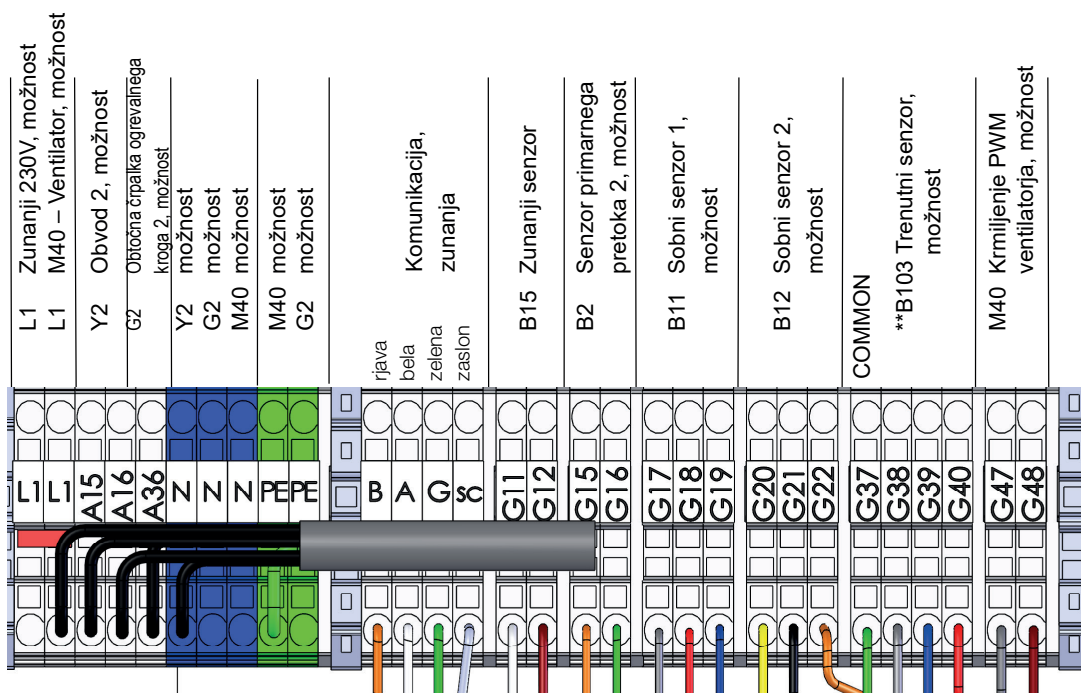 L1 Zunanji 230V, možnost
L1 M40 – Ventilator, možnost
Y2 Obvod 2, možnost
G2 Obtočna črpalka ogrevalnega
kroga 2, možnost
Y2 možnost
G2 možnost
M40 možnost
M40 možnost
G2 možnost
Komunikacija,
zunanja
rjava
bela
zelena
zaslon
B15 Zunanji senzor
B2 Senzor primarnega
pretoka 2, možnost
B11 Sobni senzor 1,
možnost
B12 Sobni senzor 2,
možnost
COMMON
**B103 Trenutni senzor,
možnost
M40 Krmiljenje PWM
ventilatorja, možnost
L1 L1 A15 A16 A36 N N N PE PE B A G SC G11 G12 G15 G16 G17 G18 G19 G20 G21 G22 G37 G38 G39 G40 G47 G48